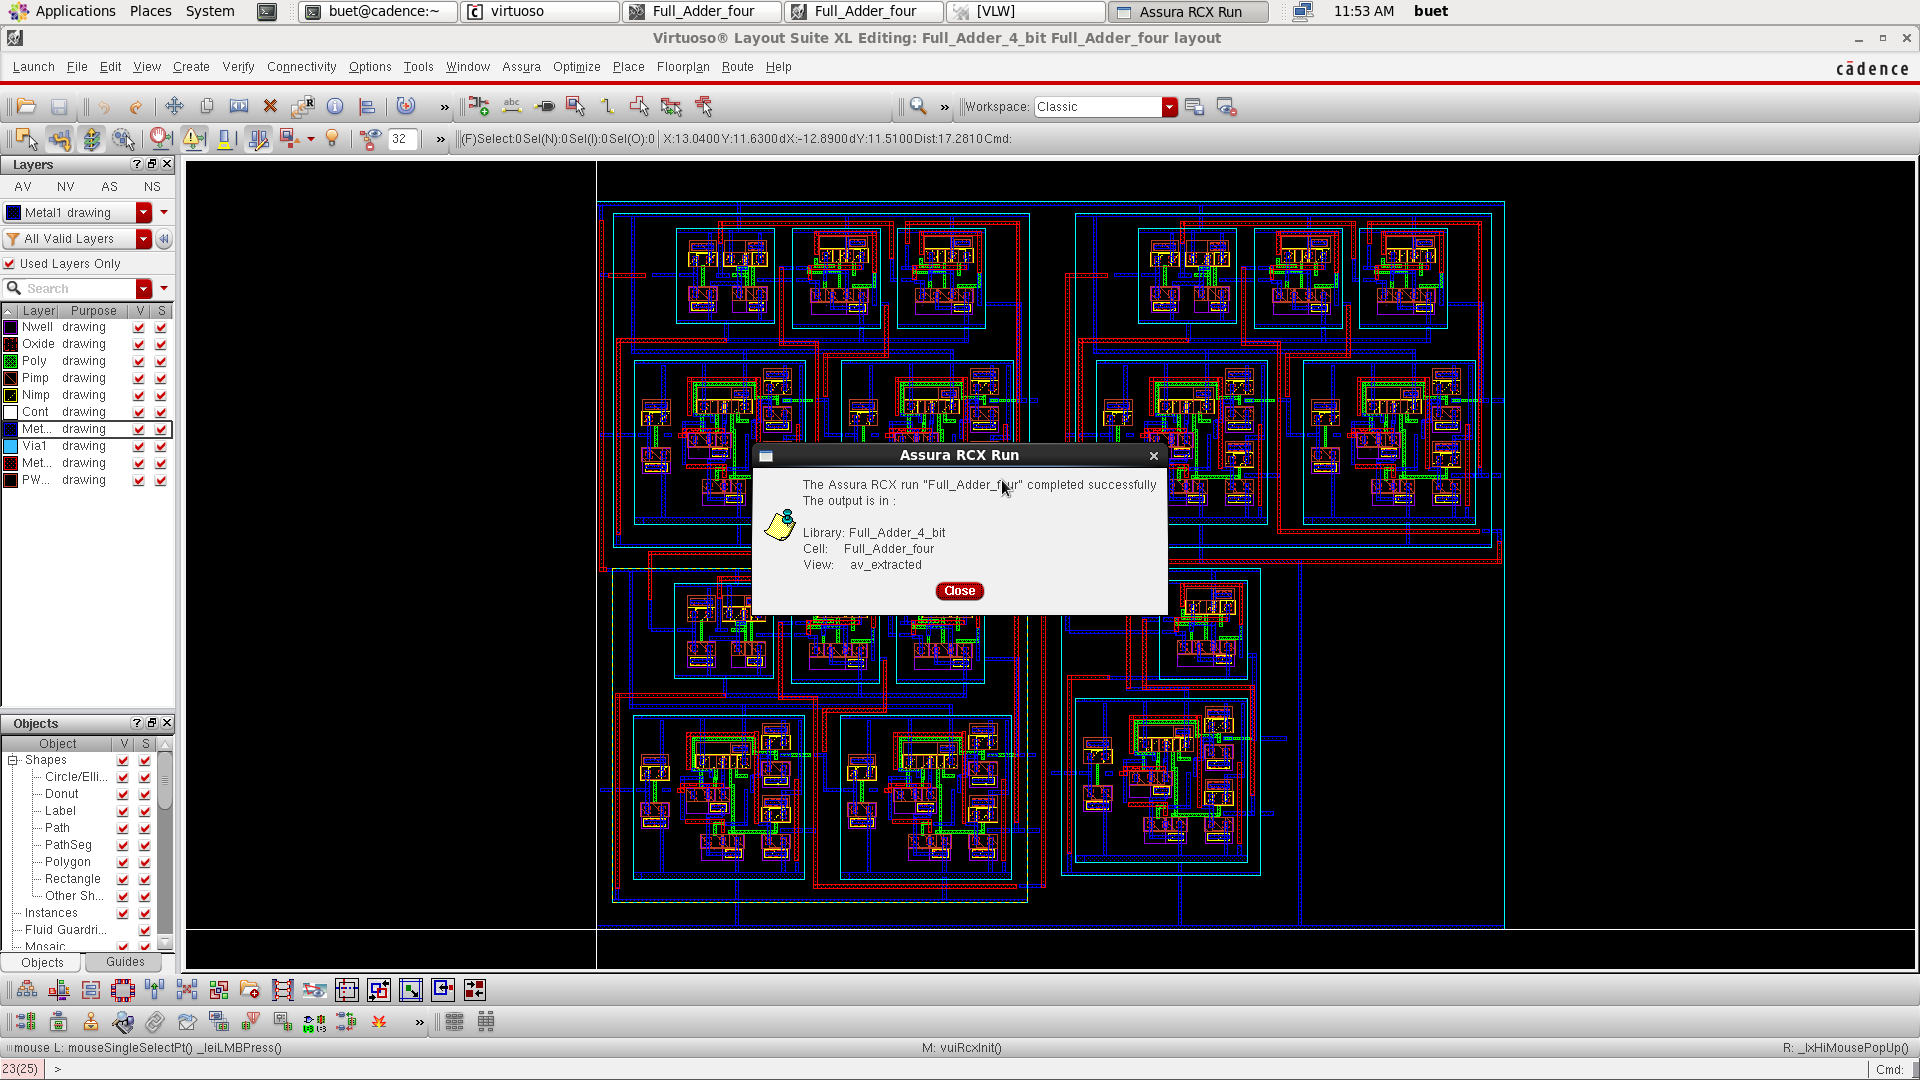 Applications Places System buet@cadence:~ virtuoso Full_Adder_four Full_Adder_four [VLW] Assura RCX Run 11:53 AM buet
Virtuoso® Layout Suite XL Editing: Full_Adder_4_bit Full_Adder_four layout
Launch File Edit View Create Verify Connectivity Options Tools Window Assura Optimize Place Floorplan Route Help
cādence
abc
R
» » Workspace: Classic
32 » (F)Select:0 Sel(N):0 Sel(I):0 Sel(O):0 X:13.0400 Y:11.6300 dX:-12.8900 dY:11.5100 Dist:17.2810 Cmd:
Layers
AV NV AS NS
Metal1 drawing
All Valid Layers
Used Layers Only
Search
Layer Purpose V S
Nwell drawing
Oxide drawing
Poly drawing
Pimp drawing
Nimp drawing
Cont drawing
Met... drawing
Via1 drawing
Met... drawing
PW... drawing
Assura RCX Run
The Assura RCX run "Full_Adder_four" completed successfully
The output is in :
Library: Full_Adder_4_bit
Cell: Full_Adder_four
View: av_extracted
Close
Objects
Object V S
Shapes
Circle/Elli...
Donut
Label
Path
PathSeg
Polygon
Rectangle
Other Sh...
Instances
Fluid Guardri...
Mosaic
Objects Guides
»
mouse L: mouseSingleSelectPt() _leiLMBPress() M: vuiRcxInit() R: _lxHiMousePopUp()
23(25) > Cmd: